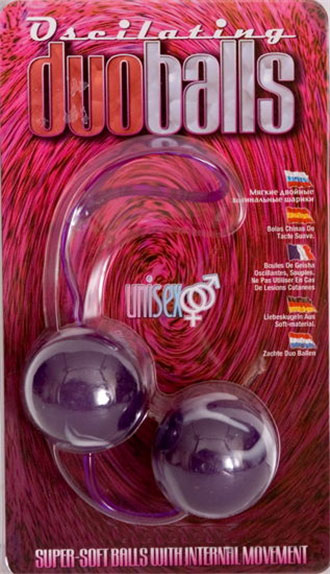 Oscilating
duoballs
Мягкие двойные
вагинальные шарики
Bolas Chinas De
Tacto Suave.
Boules De Geisha
Oscillantes, Souples.
Ne Pas Utiliser En Cas
De Lesions Cutanees
unisex
Liebeskugeln Aus
Soft-material.
Zachte Duo Ballen
SUPER-SOFT BALLS WITH INTERNAL MOVEMENT